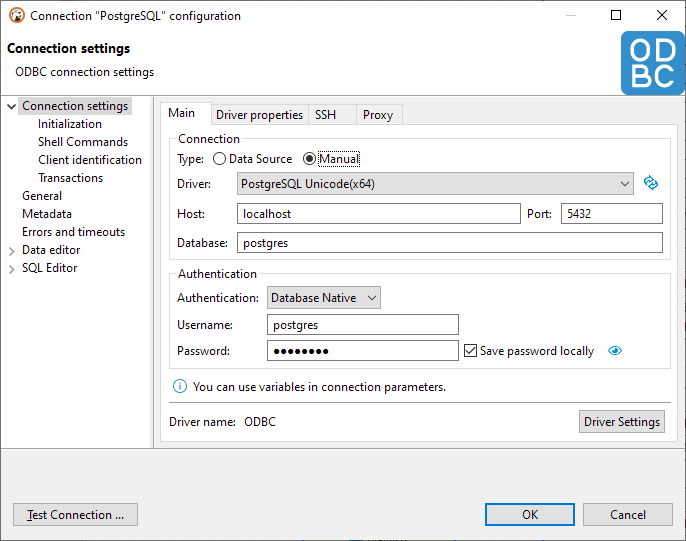 Connection "PostgreSQL" configuration
Connection settings
ODBC connection settings
OD
BC
Connection settings
Initialization
Shell Commands
Client identification
Transactions
General
Metadata
Errors and timeouts
Data editor
SQL Editor
Main Driver properties SSH Proxy
Connection
Type: Data Source Manual
Driver: PostgreSQL Unicode(x64)
Host: localhost Port: 5432
Database: postgres
Authentication
Authentication: Database Native
Username: postgres
Password: ●●●●●●●● Save password locally
You can use variables in connection parameters.
Driver name: ODBC Driver Settings
Test Connection ... OK Cancel